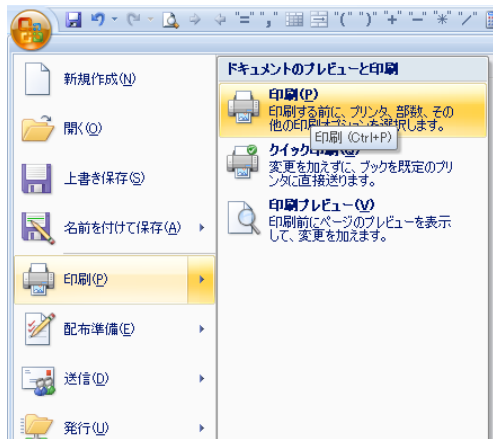 "=" "," "(" ")" "+" "-" "*" "/"
新規作成(N)
開く(O)
上書き保存(S)
名前を付けて保存(A)
印刷(P)
配布準備(E)
送信(D)
発行(U)
ドキュメントのプレビューと印刷
印刷(P)
印刷する前に、プリンタ、部数、その
他の印刷オプションを選択します。
印刷 (Ctrl+P)
クイック印刷(Q)
変更を加えずに、ブックを既定のプリ
ンタに直接送ります。
印刷プレビュー(V)
印刷前にページのプレビューを表示
して、変更を加えます。